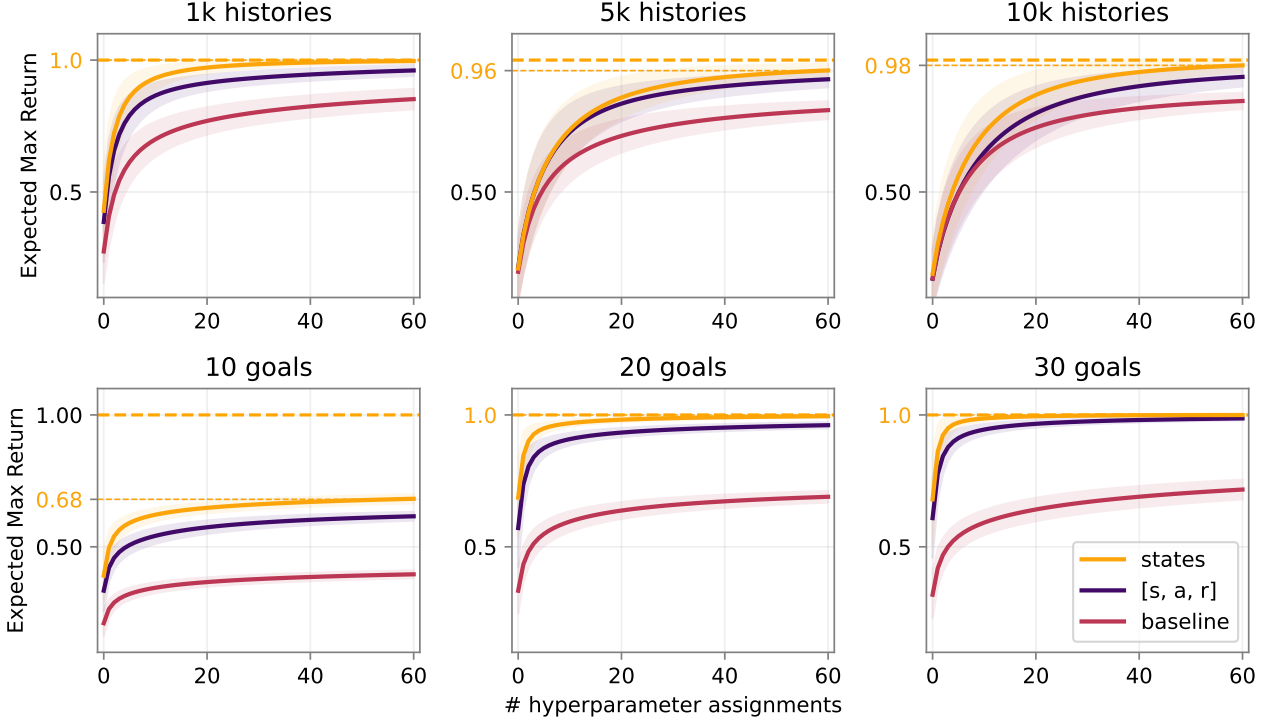 1k histories
5k histories
10k histories
Expected Max Return
1.0
0.5
0.96
0.50
0.98
0.50
0 20 40 60
0 20 40 60
0 20 40 60
10 goals
20 goals
30 goals
Expected Max Return
1.00
0.68
0.50
1.0
0.5
1.0
0.5
states
[s, a, r]
baseline
0 20 40 60
0 20 40 60
0 20 40 60
# hyperparameter assignments